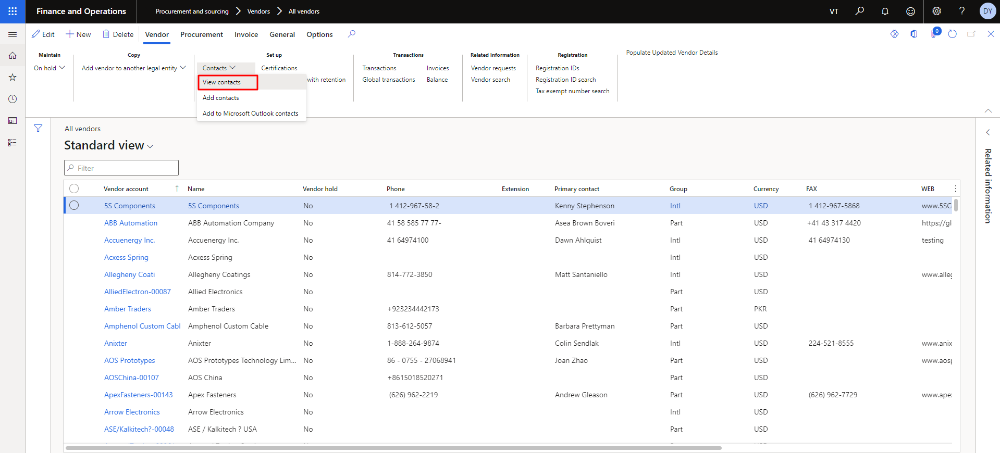 Finance and Operations
Procurement and sourcing > Vendors > All vendors
VT
DY
Edit New Delete Vendor Procurement Invoice General Options
0
Maintain
On hold
Copy
Add vendor to another legal entity
Set up
Contacts
Certifications
View contacts
with retention
Add contacts
Add to Microsoft Outlook contacts
Transactions
Transactions Invoices
Global transactions Balance
Related information
Vendor requests
Vendor search
Registration
Registration IDs
Registration ID search
Tax exempt number search
Populate Updated Vendor Details
All vendors
Standard view
Filter
Vendor account Name Vendor hold Phone Extension Primary contact Group Currency FAX WEB
5S Components 5S Components No 1 412-967-58-2 Kenny Stephenson Intl USD 1 412-967-5868 www.5SC
ABB Automation ABB Automation Company No 41 58 585 77 77- Asea Brown Boveri Part USD +41 43 317 4420 https://gl
Accuenergy Inc. Accuenergy Inc. No 41 64974100 Dawn Ahlquist Intl USD 41 64974130 testing
Acxess Spring Acxess Spring No Intl USD
Allegheny Coati Allegheny Coatings No 814-772-3850 Matt Santaniello Intl USD www.alleg
AlliedElectron-00087 Allied Electronics No Part USD
Amber Traders Amber Traders No +923234442173 Part PKR
Amphenol Custom Cabl Amphenol Custom Cable No 813-612-5057 Barbara Prettyman Part USD
Anixter Anixter No 1-888-264-9874 Colin Sendlak Intl USD 224-521-8555 www.anix
AOS Prototypes AOS Prototypes Technology Lim... No 86 - 0755 - 27068941 Joan Zhao Part USD www.aosp
AOSChina-00107 AOS China No +8615018520271 Part USD
ApexFasteners-00143 Apex Fasteners No (626) 962-2219 Andrew Gleason Part USD (626) 962-7729 www.apex
Arrow Electronics Arrow Electronics No Intl USD
ASE/Kalkitech?-00048 ASE / Kalkitech ? USA No Part USD
Related information